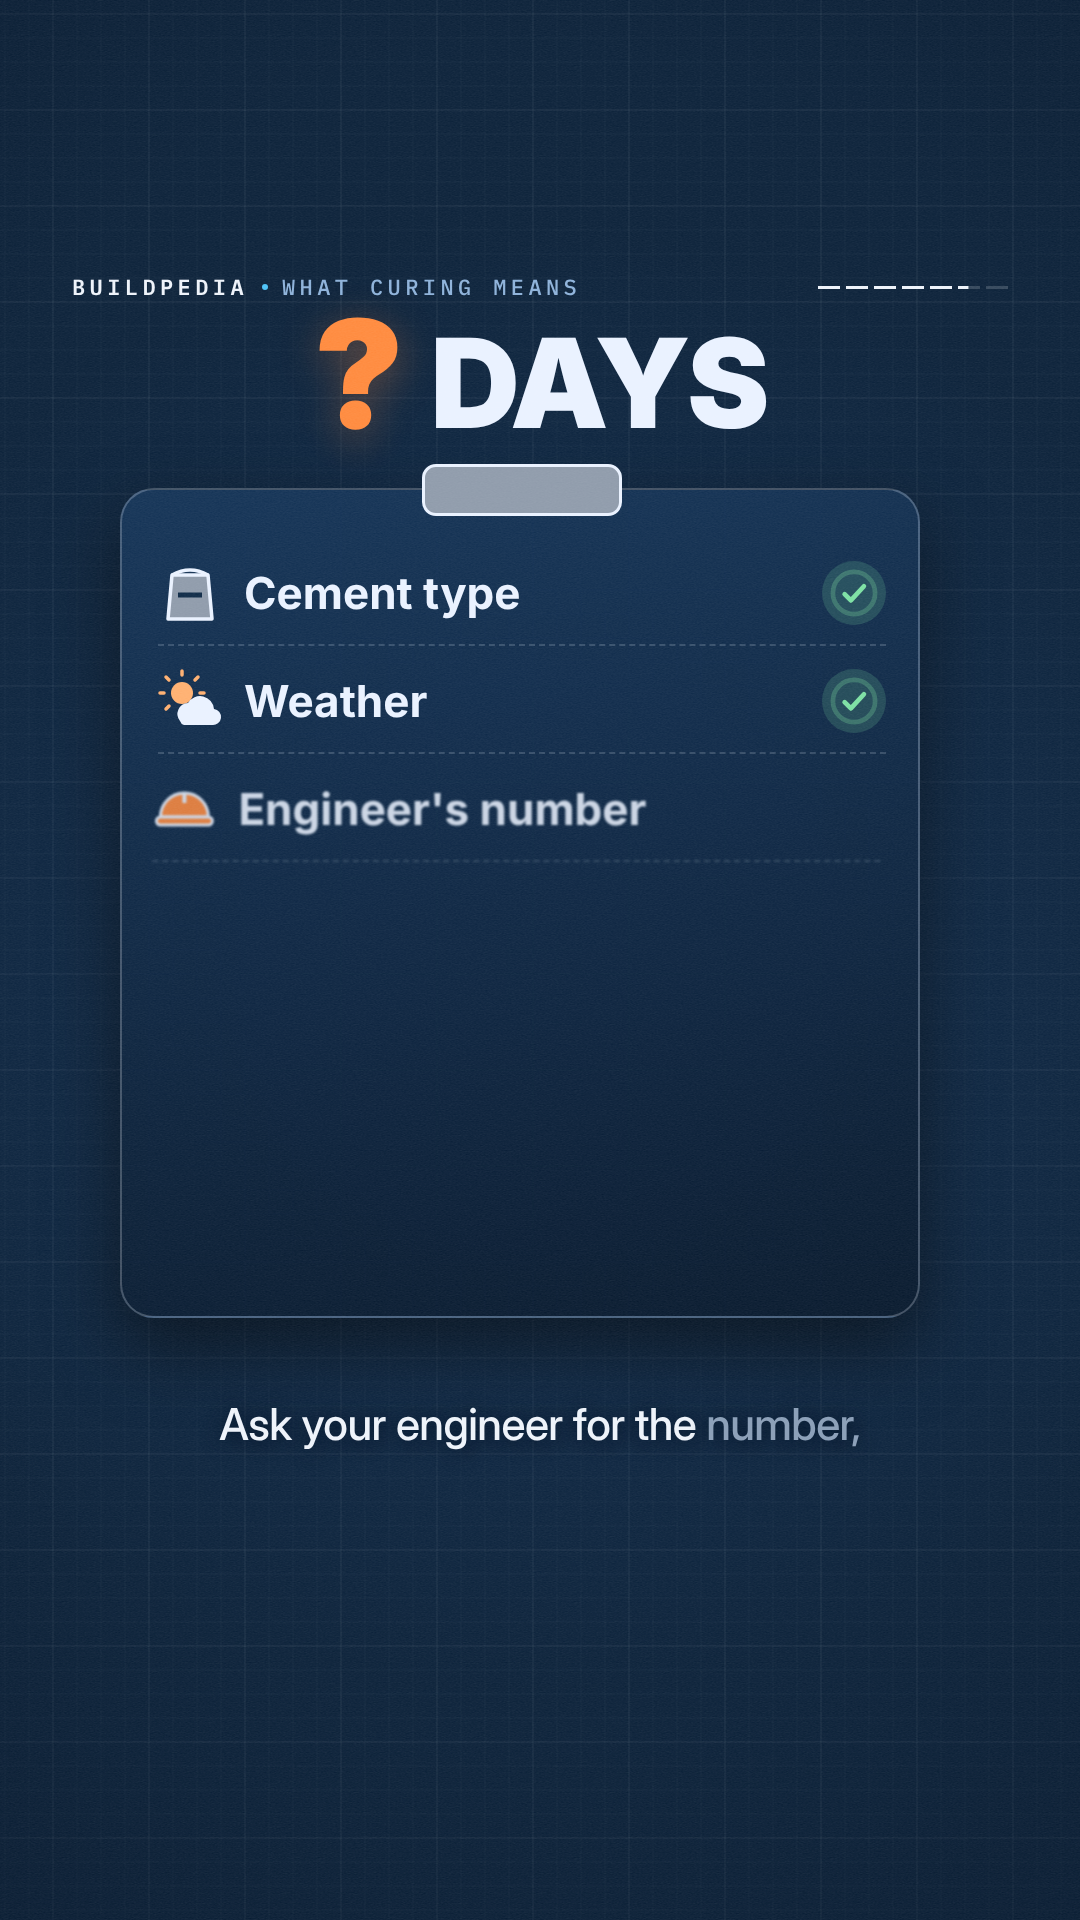 BUILDPEDIA • WHAT CURING MEANS
? DAYS
Cement type
Weather
Engineer's number
Ask your engineer for the number,